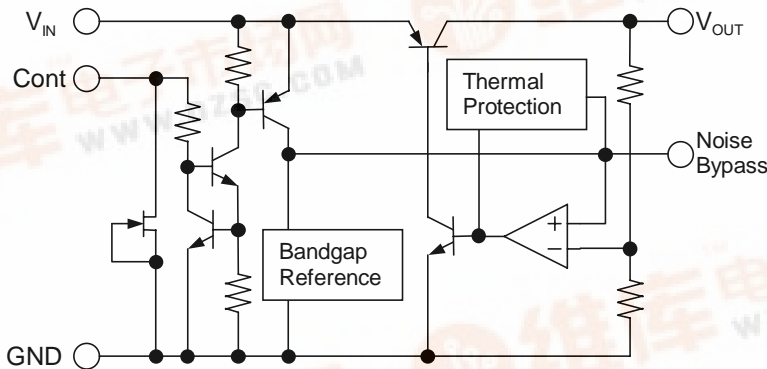 V_IN
V_OUT
Cont
Thermal
Protection
Noise
Bypass
+
−
Bandgap
Reference
GND